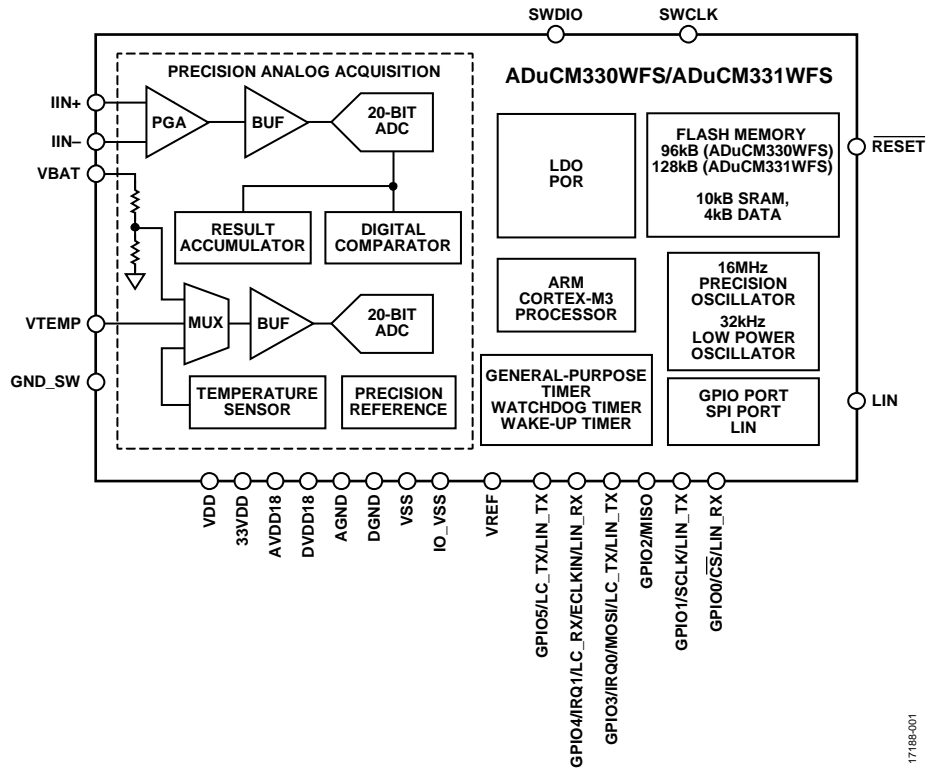 SWDIO
SWCLK
PRECISION ANALOG ACQUISITION
ADuCM330WFS/ADuCM331WFS
IIN+
IIN–
VBAT
VTEMP
GND_SW
PGA
BUF
20-BIT
ADC
RESULT
ACCUMULATOR
DIGITAL
COMPARATOR
MUX
BUF
20-BIT
ADC
TEMPERATURE
SENSOR
PRECISION
REFERENCE
LDO
POR
FLASH MEMORY
96kB (ADuCM330WFS)
128kB (ADuCM331WFS)
10kB SRAM,
4kB DATA
ARM
CORTEX-M3
PROCESSOR
16MHz
PRECISION
OSCILLATOR
32kHz
LOW POWER
OSCILLATOR
GENERAL-PURPOSE
TIMER
WATCHDOG TIMER
WAKE-UP TIMER
GPIO PORT
SPI PORT
LIN
RESET
LIN
VDD
33VDD
AVDD18
DVDD18
AGND
DGND
VSS
IO_VSS
VREF
GPIO5/LC_TX/LIN_TX
GPIO4/IRQ1/LC_RX/ECLKIN/LIN_RX
GPIO3/IRQ0/MOSI/LC_TX/LIN_TX
GPIO2/MISO
GPIO1/SCLK/LIN_TX
GPIO0/CS/LIN_RX
17188-001